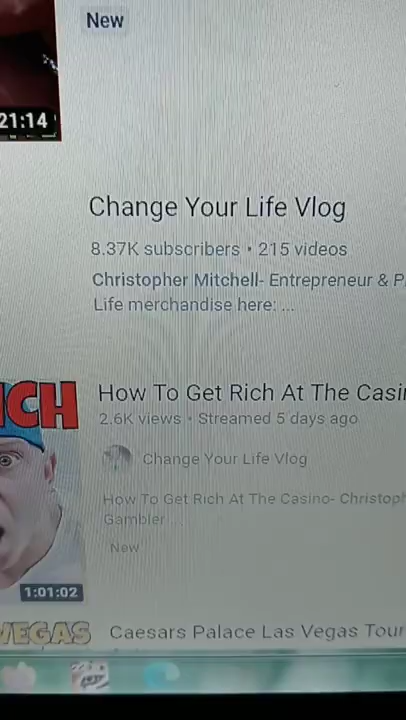 New
21:14
Change Your Life Vlog
8.37K subscribers • 215 videos
Christopher Mitchell- Entrepreneur & P
Life merchandise here: ...
ICH
How To Get Rich At The Casi
2.6K views • Streamed 5 days ago
Change Your Life Vlog
How To Get Rich At The Casino- Christoph
Gambler ...
New
1:01:02
VEGAS
Caesars Palace Las Vegas Tour